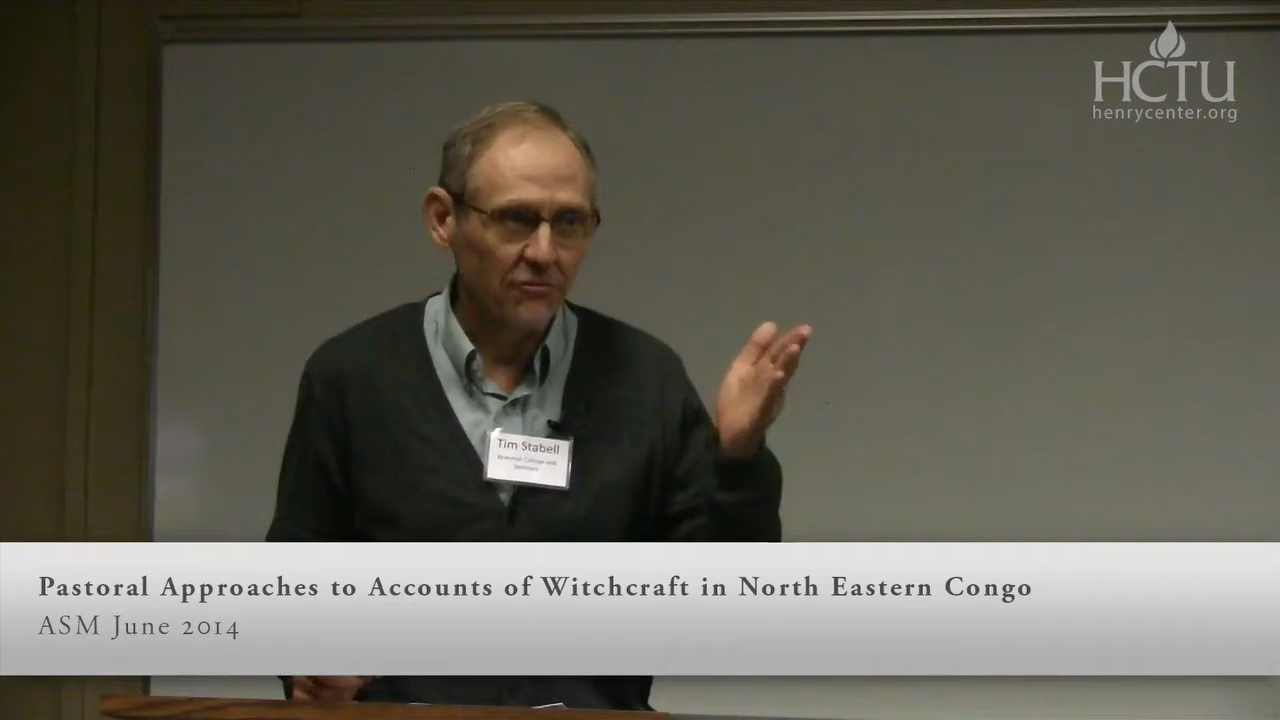 HCTU
henrycenter.org
Tim Stabell
Pastoral Approaches to Accounts of Witchcraft in North Eastern Congo
ASM June 2014